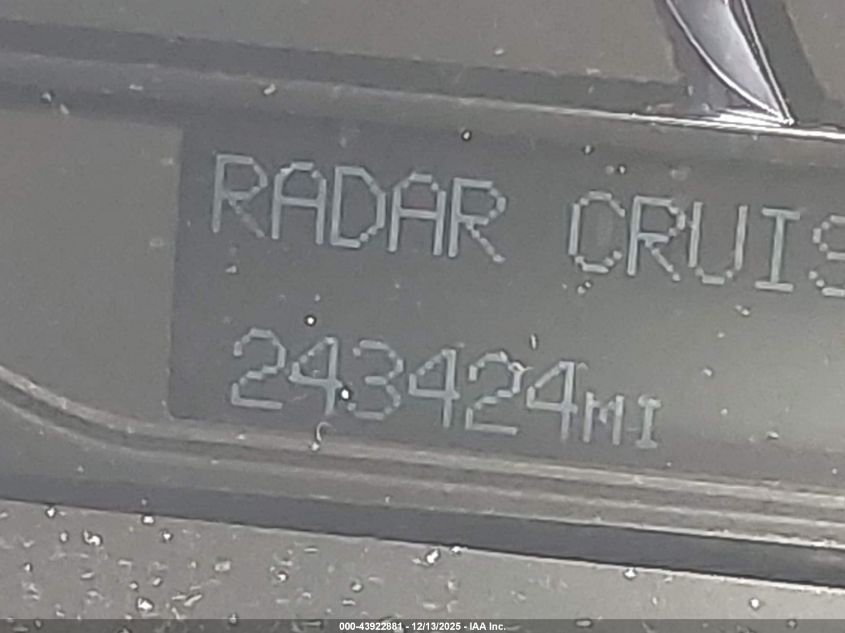 RADAR CRUIS
243424MI
000-43922881 - 12/13/2025 - IAA Inc.